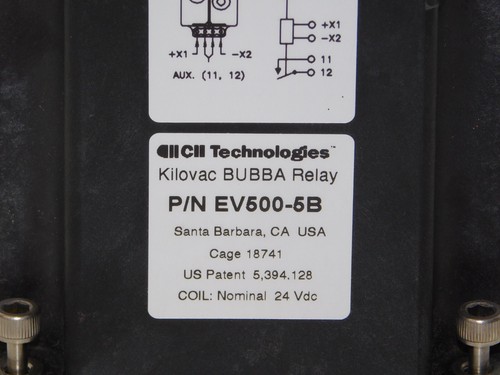 +X1 -X2
AUX. (11, 12)
+X1
-X2
11
12
CII Technologies™
Kilovac BUBBA Relay
P/N EV500-5B
Santa Barbara, CA USA
Cage 18741
US Patent 5,394.128
COIL: Nominal 24 Vdc